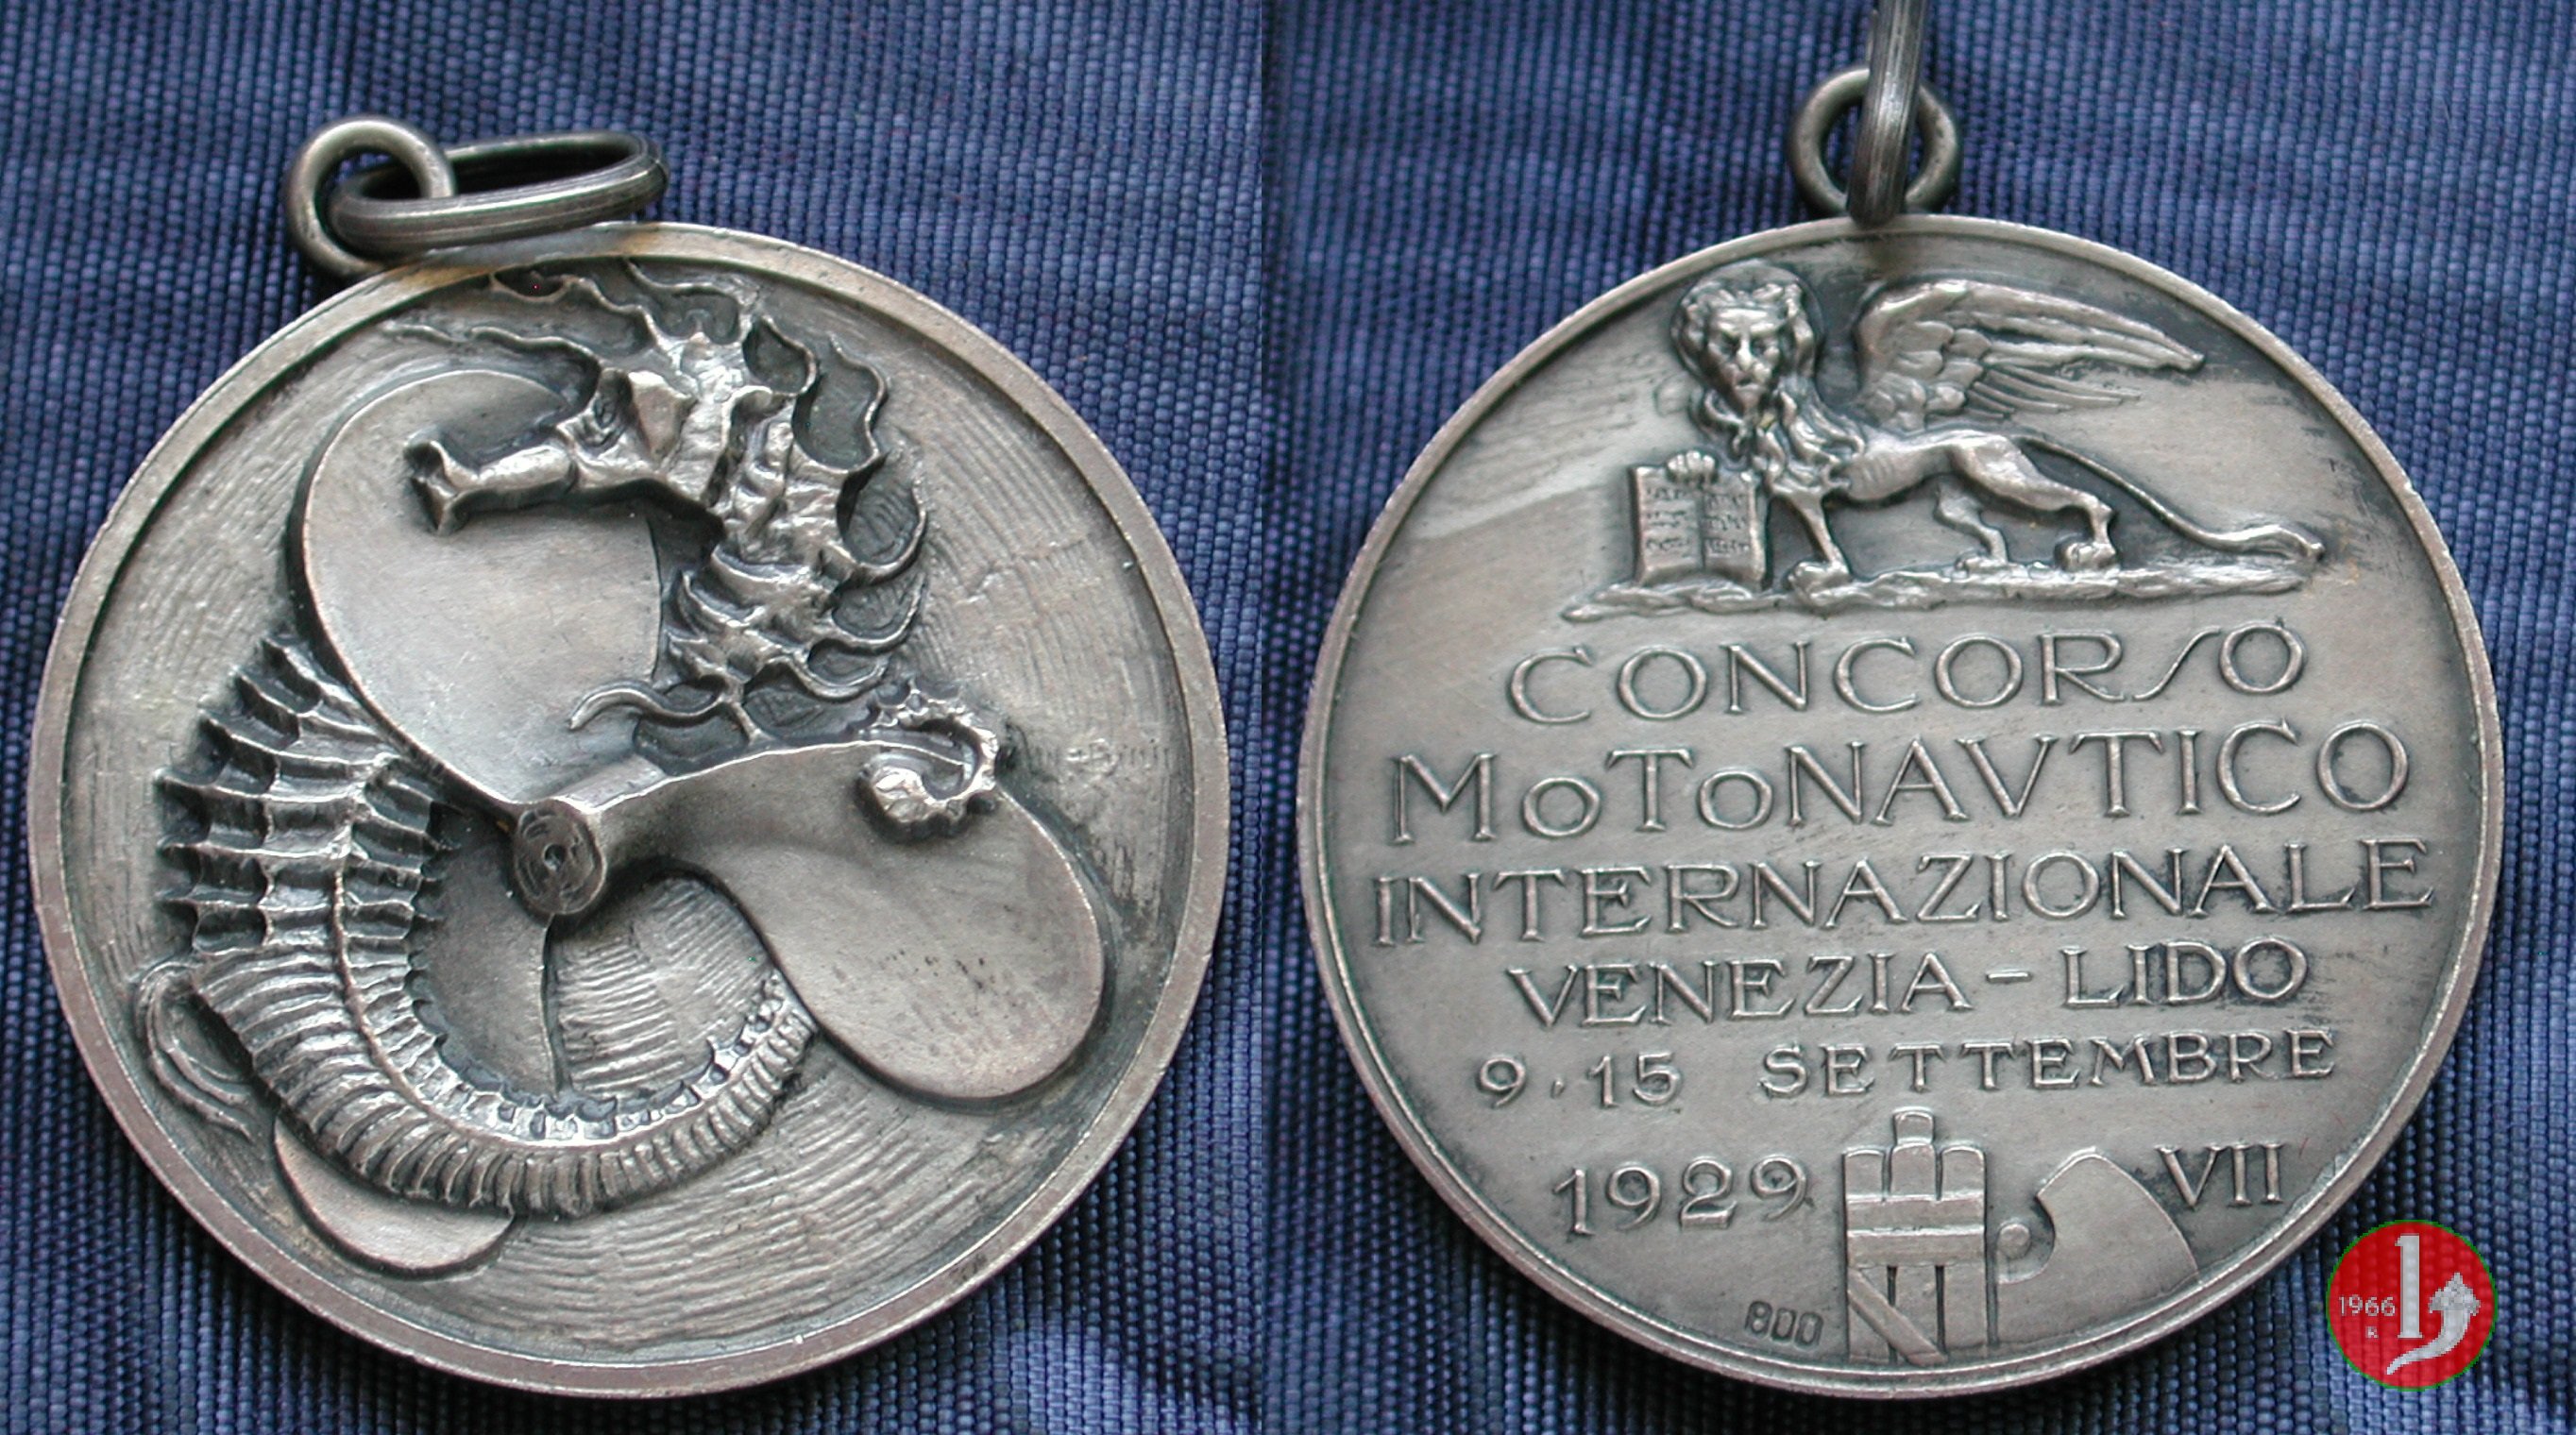 CONCORSO
MoToNAVTICO
INTERNAZIONALE
VENEZIA - LIDO
9 · 15 SETTEMBRE
1929 VII
800
1966
R